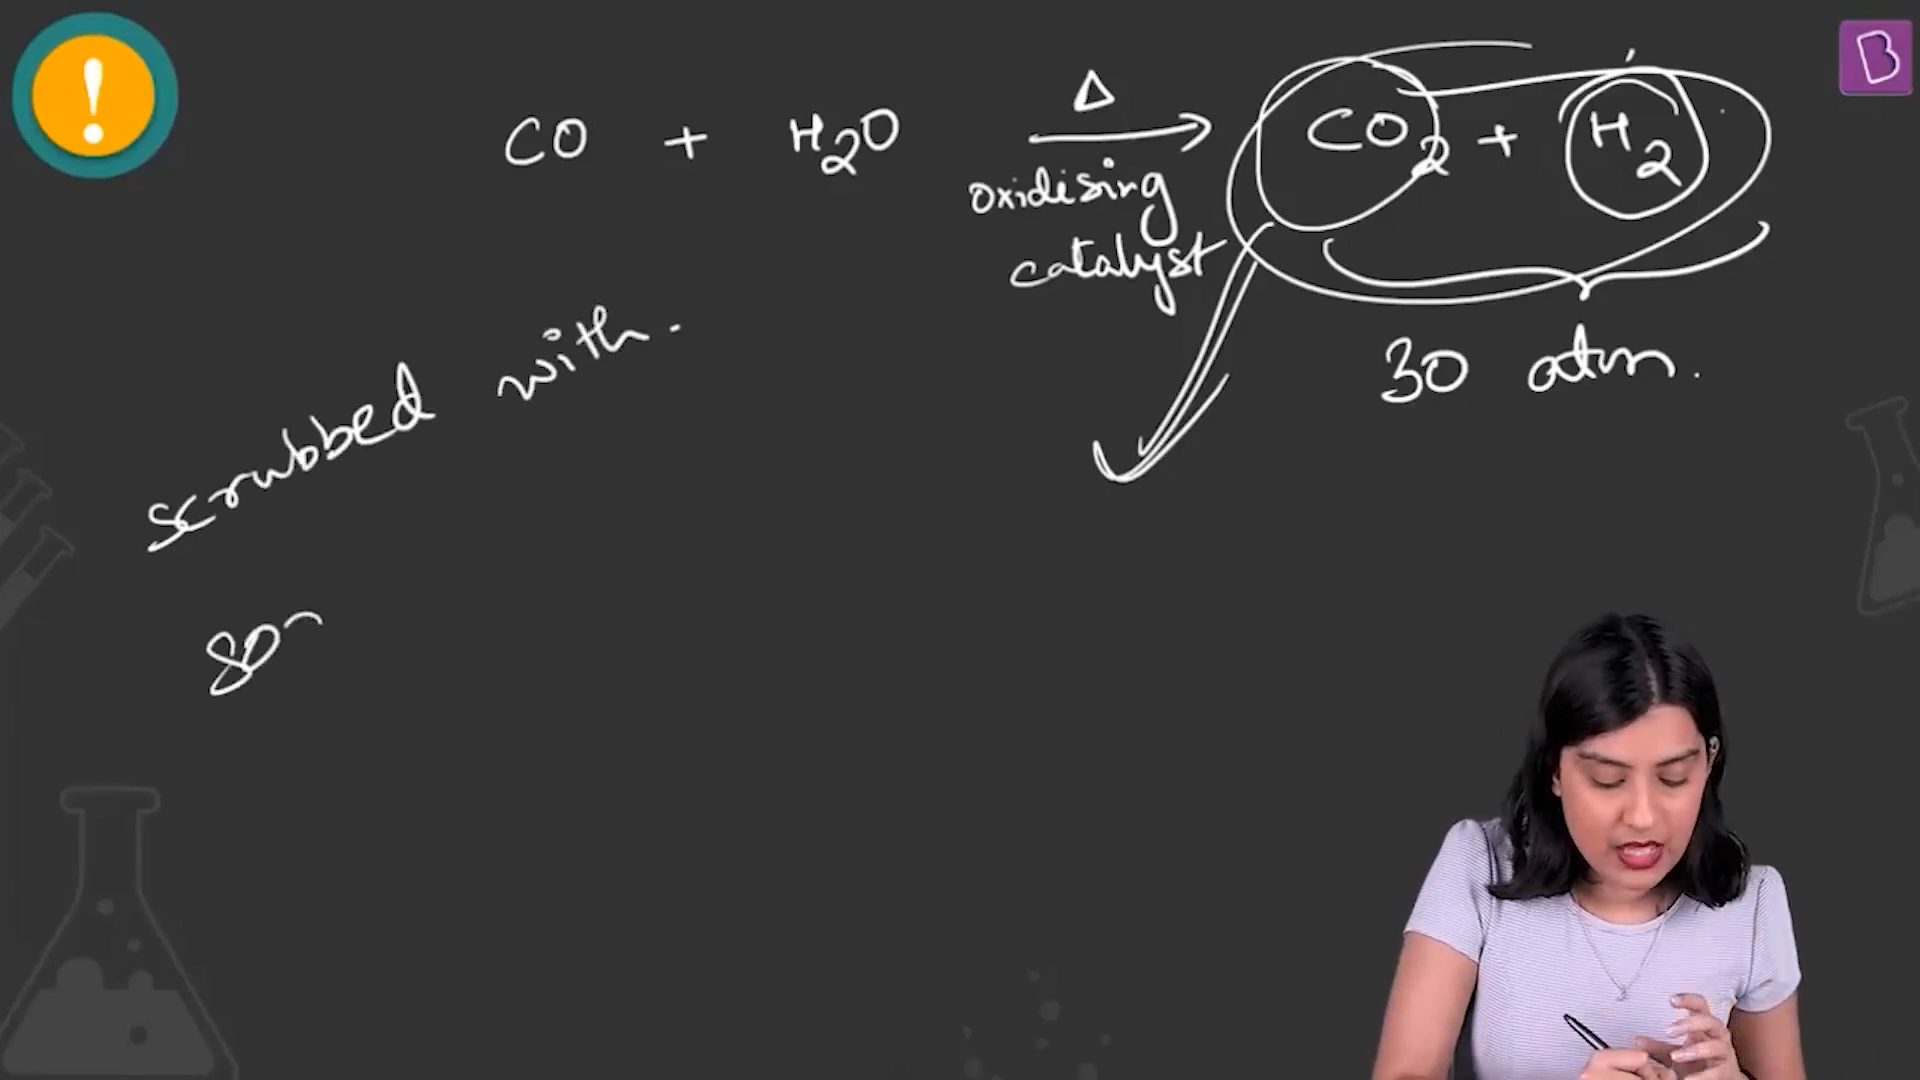 CO + H2O → CO2 + H2
Δ
oxidising
catalyst
30 atm.
scrubbed with.
B